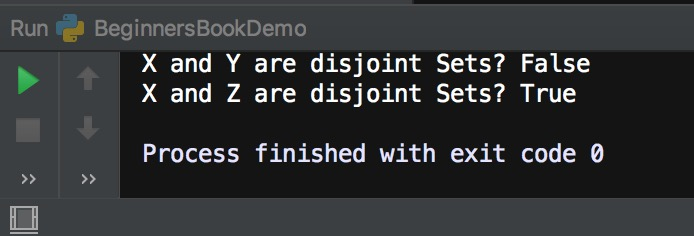 Run BeginnersBookDemo
X and Y are disjoint Sets? False
X and Z are disjoint Sets? True
Process finished with exit code 0